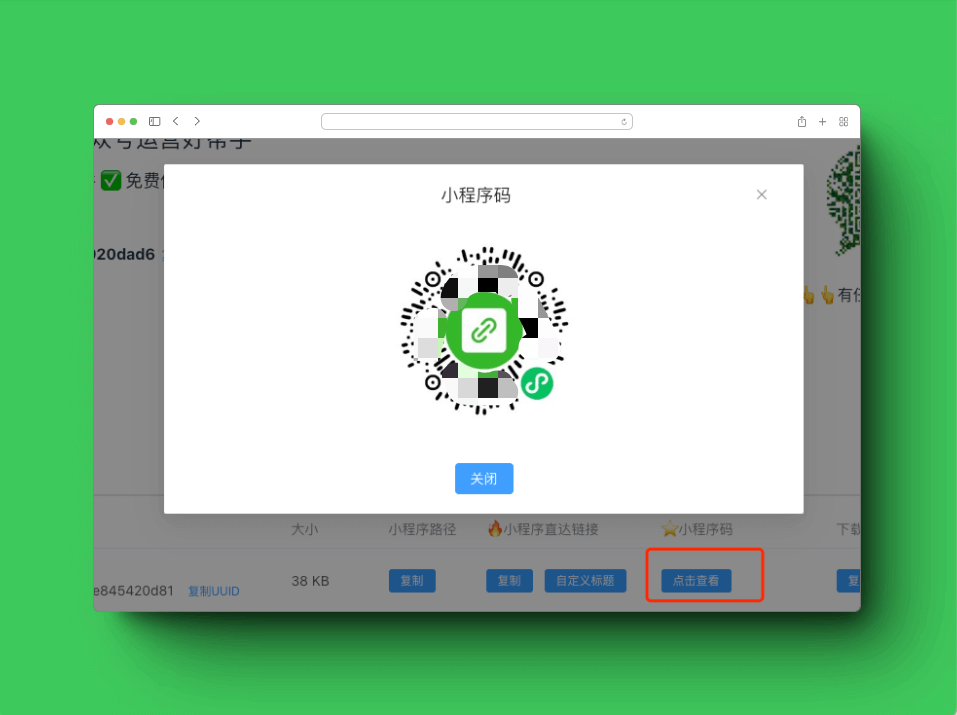 众号运营好帮手
✅ 免费
小程序码
020dad6
👆👆有
关闭
大小 小程序路径 🔥小程序直达链接 ⭐小程序码 下载
e845420d81 复制UUID 38 KB 复制 复制 自定义标题 点击查看 复